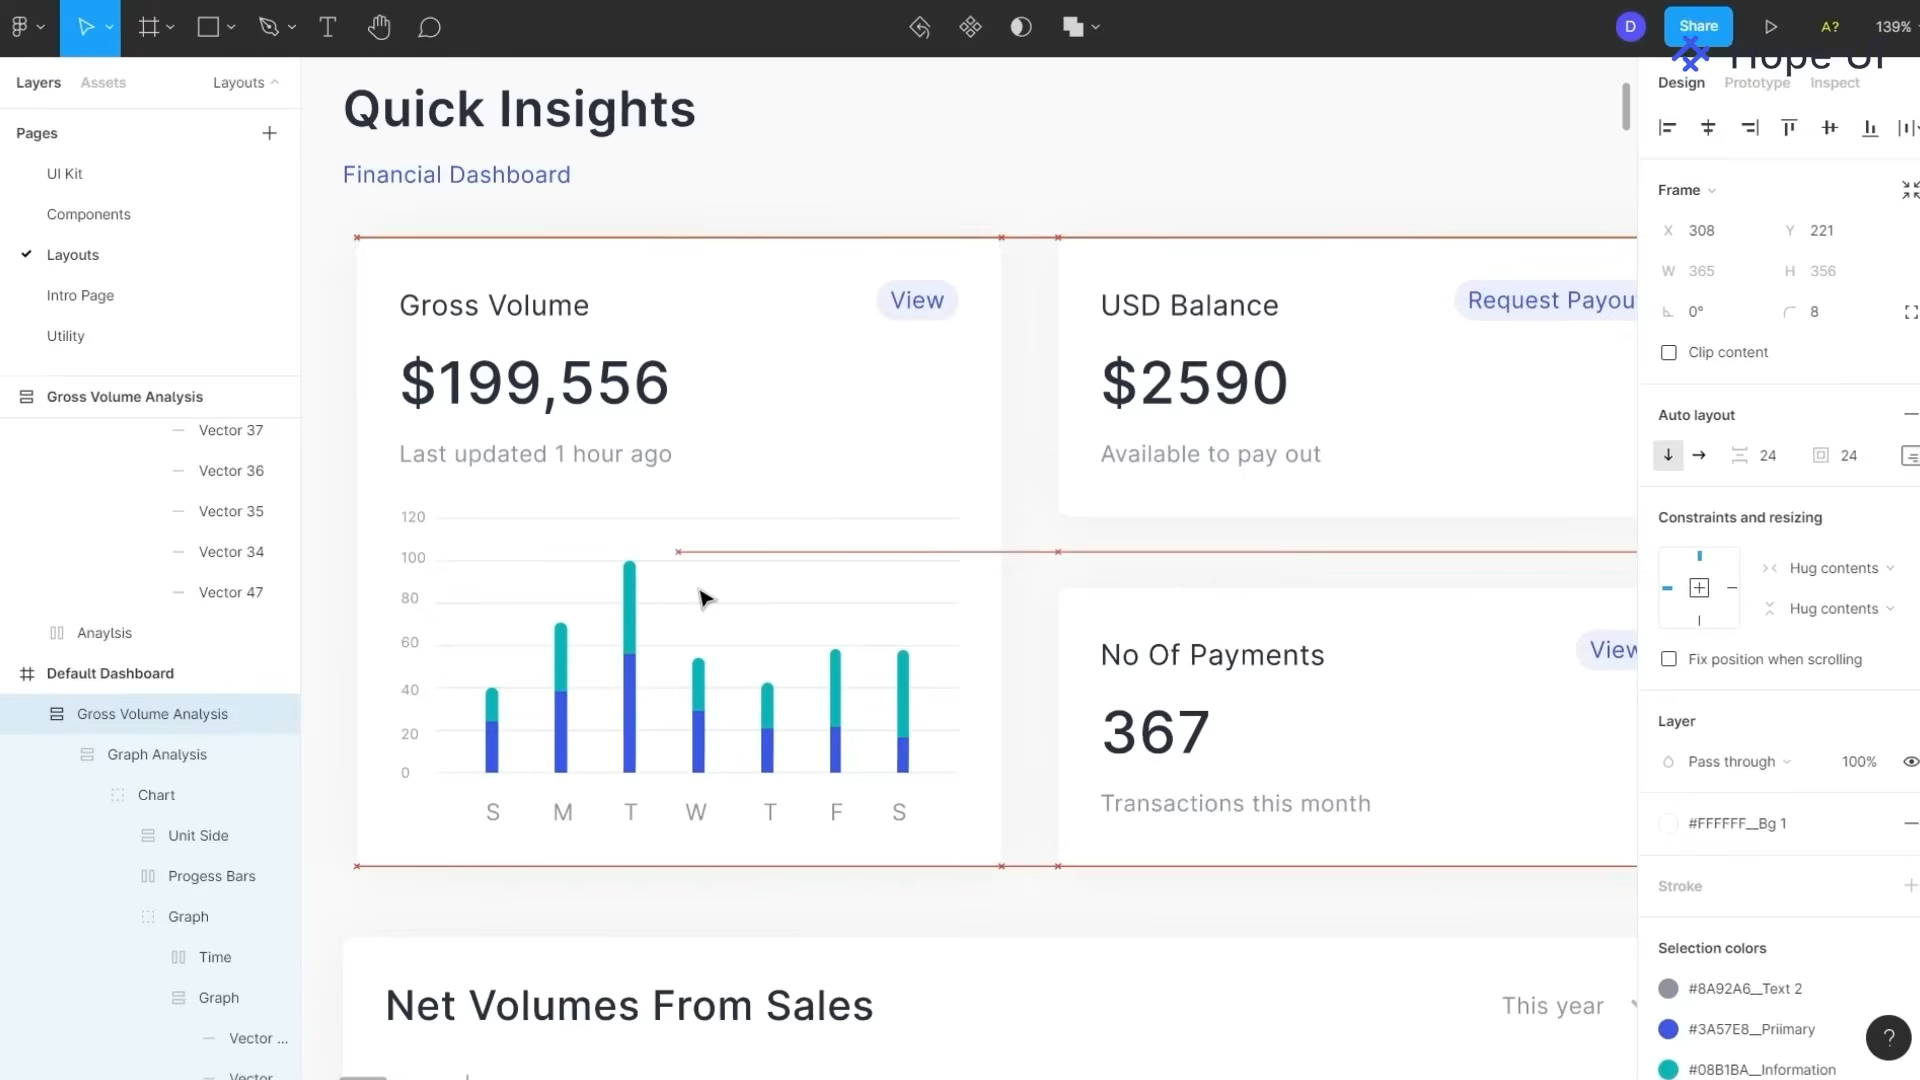 D
Share
A?
139%
Hope UI
Layers
Assets
Layouts
Design
Prototype
Inspect
Pages
UI Kit
Components
Layouts
Intro Page
Utility
Gross Volume Analysis
Vector 37
Vector 36
Vector 35
Vector 34
Vector 47
Anaylsis
Default Dashboard
Gross Volume Analysis
Graph Analysis
Chart
Unit Side
Progess Bars
Graph
Time
Graph
Vector ...
Vector
Quick Insights
Financial Dashboard
Gross Volume
View
$199,556
Last updated 1 hour ago
120
100
80
60
40
20
0
S M T W T F S
USD Balance
Request Payou
$2590
Available to pay out
No Of Payments
View
367
Transactions this month
Net Volumes From Sales
This year
Frame
X 308 Y 221
W 365 H 356
0° 8
Clip content
Auto layout
24 24
Constraints and resizing
Hug contents
Hug contents
Fix position when scrolling
Layer
Pass through 100%
#FFFFFF__Bg 1
Stroke
Selection colors
#8A92A6__Text 2
#3A57E8__Priimary
#08B1BA__Information
?